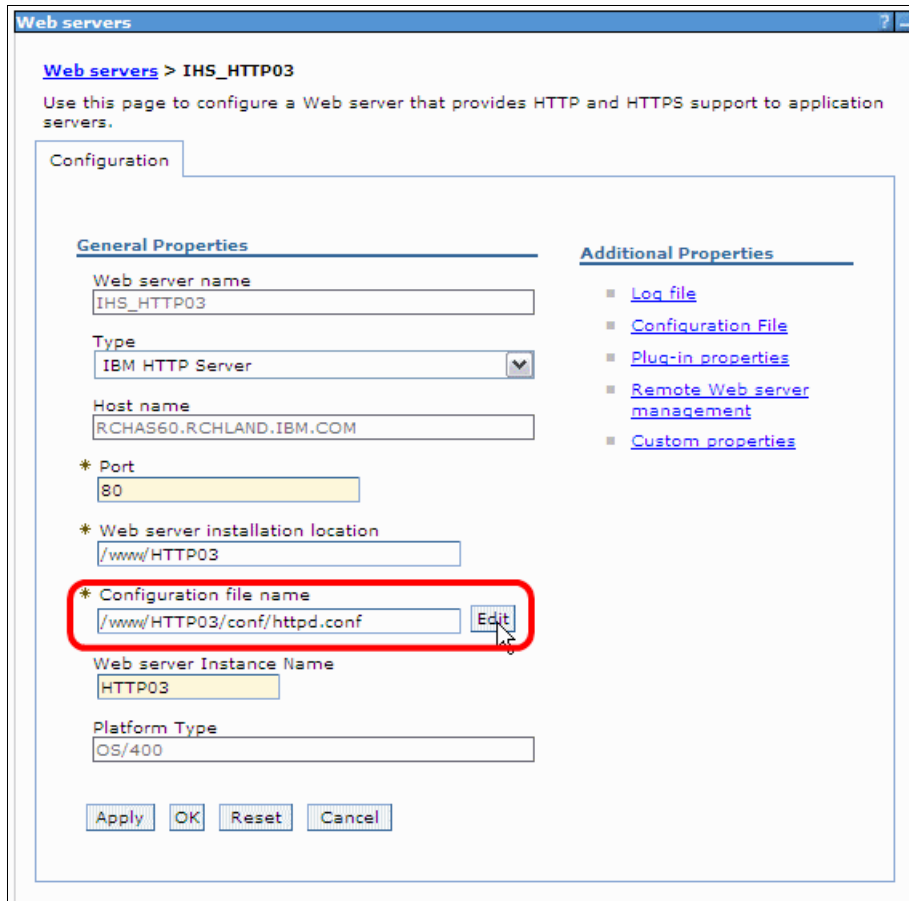 Web servers ? –
Web servers > IHS_HTTP03
Use this page to configure a Web server that provides HTTP and HTTPS support to application
servers.
Configuration
General Properties
Web server name
IHS_HTTP03
Type
IBM HTTP Server
Host name
RCHAS60.RCHLAND.IBM.COM
* Port
80
* Web server installation location
/www/HTTP03
* Configuration file name
/www/HTTP03/conf/httpd.conf Edit
Web server Instance Name
HTTP03
Platform Type
OS/400
Apply OK Reset Cancel
Additional Properties
Log file
Configuration File
Plug-in properties
Remote Web server
management
Custom properties